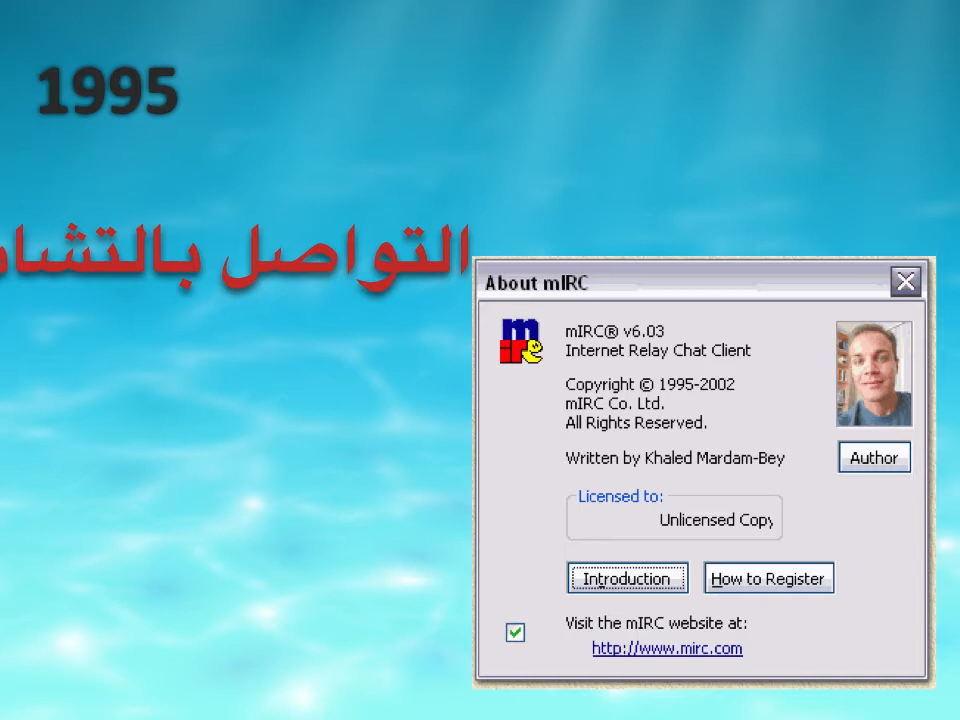 1995
التواصل
About mIRC
mIRC® v6.03
Internet Relay Chat Client
Copyright © 1995-2002
mIRC Co. Ltd.
All Rights Reserved.
Written by Khaled Mardam-Bey
Author
Licensed to:
Unlicensed Copy
Introduction
How to Register
Visit the mIRC website at:
http://www.mirc.com